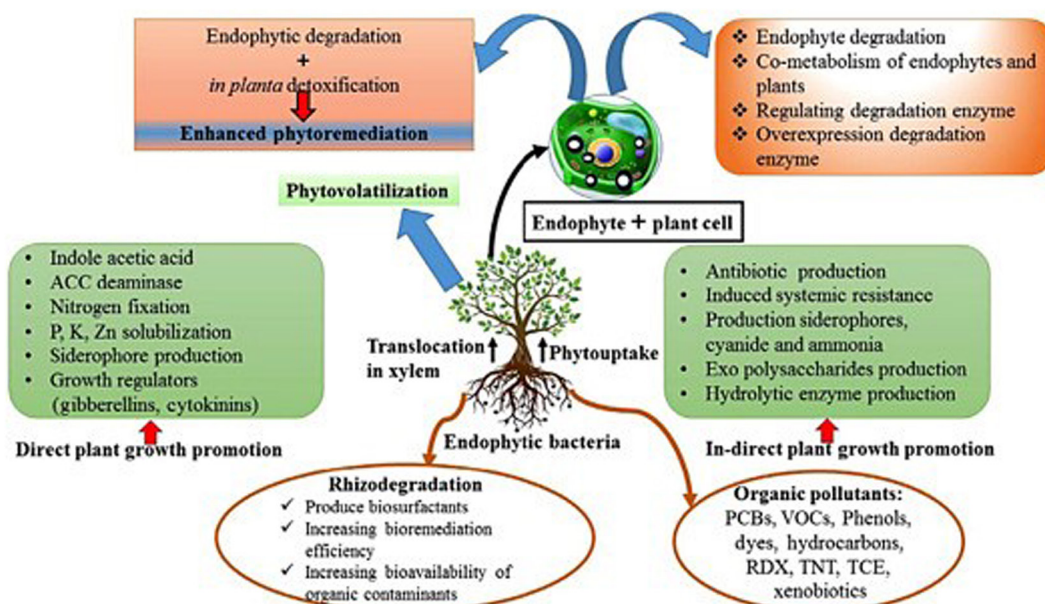 Endophytic degradation
+
in planta detoxification
Enhanced phytoremediation
❖ Endophyte degradation
❖ Co-metabolism of endophytes and
plants
❖ Regulating degradation enzyme
❖ Overexpression degradation
enzyme
Phytovolatilization
Endophyte + plant cell
• Indole acetic acid
• ACC deaminase
• Nitrogen fixation
• P, K, Zn solubilization
• Siderophore production
• Growth regulators
(gibberellins, cytokinins)
Direct plant growth promotion
Translocation
in xylem
Phytouptake
Endophytic bacteria
• Antibiotic production
• Induced systemic resistance
• Production siderophores,
cyanide and ammonia
• Exo polysaccharides production
• Hydrolytic enzyme production
In-direct plant growth promotion
Rhizodegradation
✓ Produce biosurfactants
✓ Increasing bioremediation
efficiency
✓ Increasing bioavailability of
organic contaminants
Organic pollutants:
PCBs, VOCs, Phenols,
dyes, hydrocarbons,
RDX, TNT, TCE,
xenobiotics